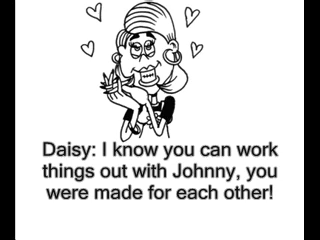 Daisy: I know you can work
things out with Johnny, you
were made for each other!